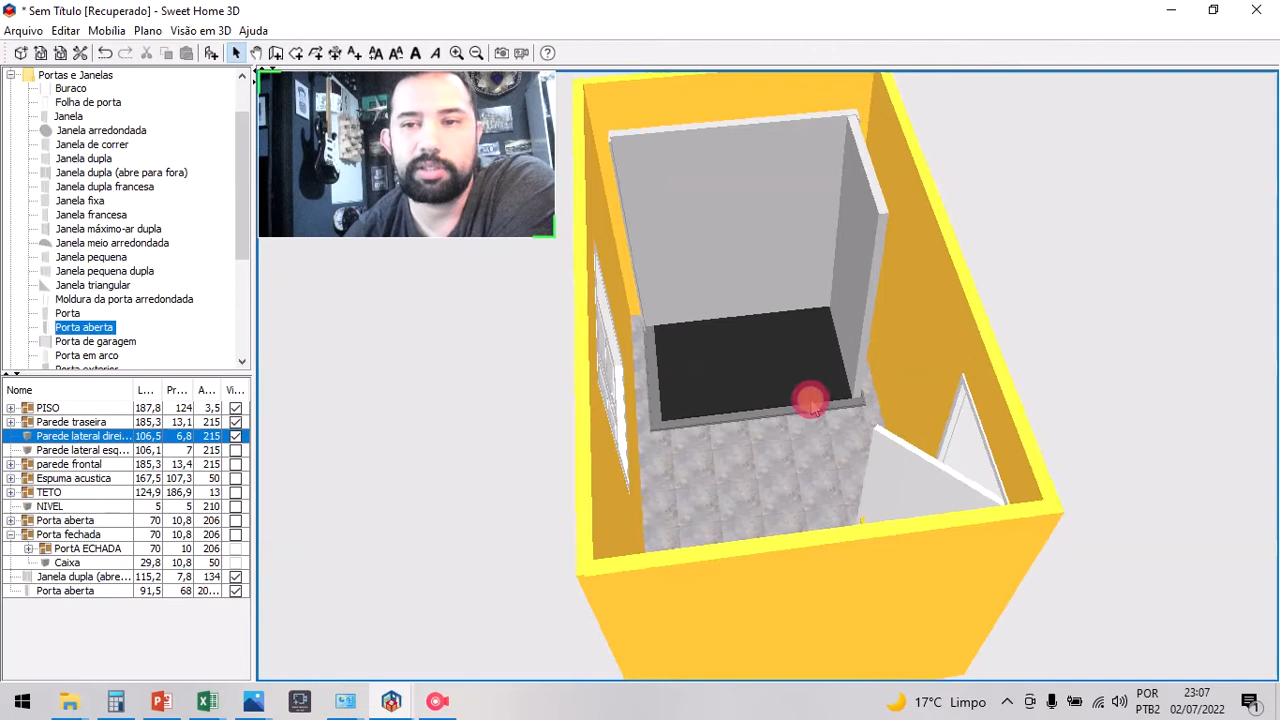 * Sem Título [Recuperado] - Sweet Home 3D
Arquivo Editar Mobília Plano Visão em 3D Ajuda
Portas e Janelas
Buraco
Folha de porta
Janela
Janela arredondada
Janela de correr
Janela dupla
Janela dupla (abre para fora)
Janela dupla francesa
Janela fixa
Janela francesa
Janela máximo-ar dupla
Janela meio arredondada
Janela pequena
Janela pequena dupla
Janela triangular
Moldura da porta arredondada
Porta
Porta aberta
Porta de garagem
Porta em arco
Porta exterior
Nome L... Pr... A... Vi...
PISO 187,8 124 3,5
Parede traseira 185,3 13,1 215
Parede lateral direi... 106,5 6,8 215
Parede lateral esq... 106,1 7 215
parede frontal 185,3 13,4 215
Espuma acustica 167,5 107,3 50
TETO 124,9 186,9 13
NIVEL 5 5 210
Porta aberta 70 10,8 206
Porta fechada 70 10,8 206
PortA ECHADA 70 10 206
Caixa 29,8 10,8 50
Janela dupla (abre... 115,2 7,8 134
Porta aberta 91,5 68 20...
17°C Limpo
POR
PTB2
23:07
02/07/2022